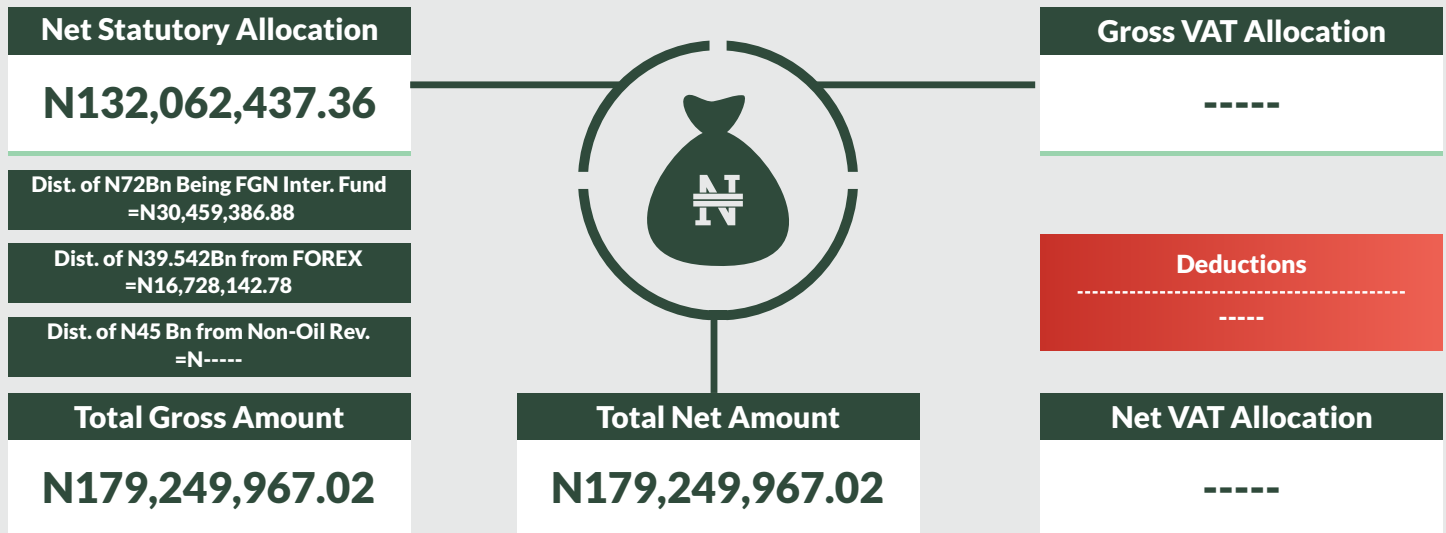 Net Statutory Allocation
N132,062,437.36
Dist. of N72Bn Being FGN Inter. Fund
=N30,459,386.88
Dist. of N39.542Bn from FOREX
=N16,728,142.78
Dist. of N45 Bn from Non-Oil Rev.
=N-----
Total Gross Amount
N179,249,967.02
₦
Total Net Amount
N179,249,967.02
Gross VAT Allocation
-----
Deductions
---------------------------------------------
-----
Net VAT Allocation
-----